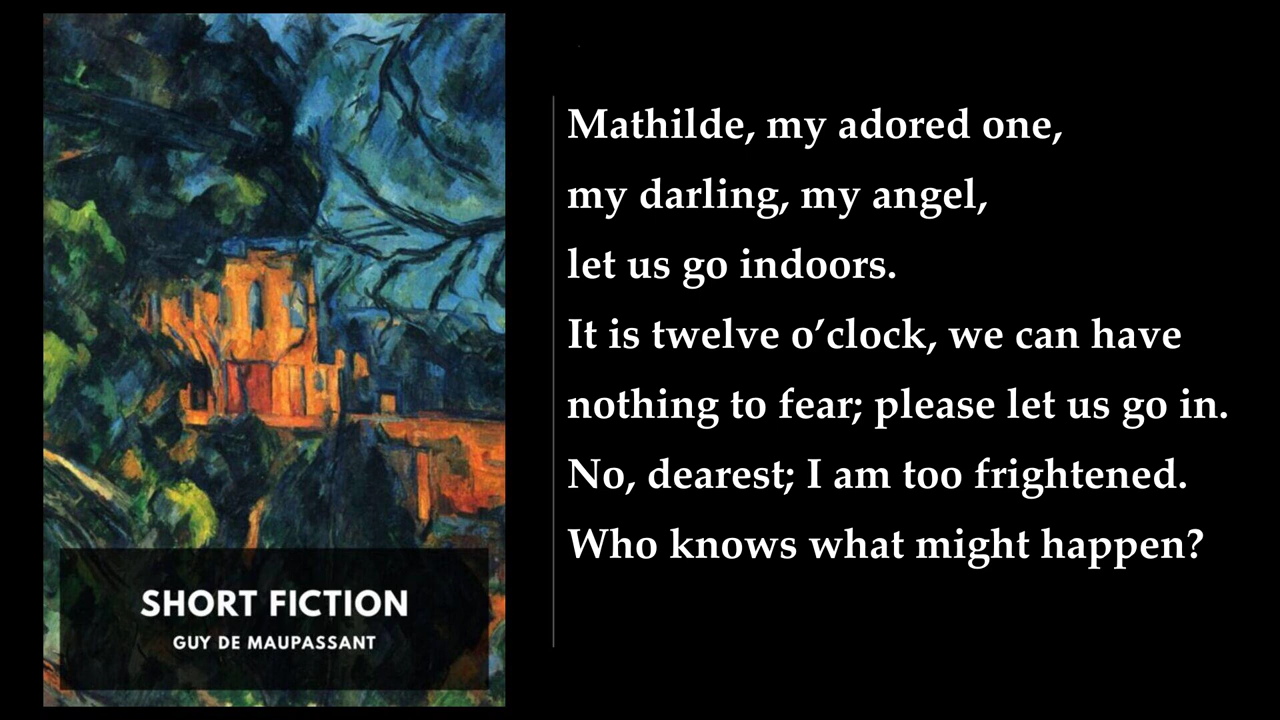 SHORT FICTION
GUY DE MAUPASSANT
Mathilde, my adored one,
my darling, my angel,
let us go indoors.
It is twelve o’clock, we can have
nothing to fear; please let us go in.
No, dearest; I am too frightened.
Who knows what might happen?